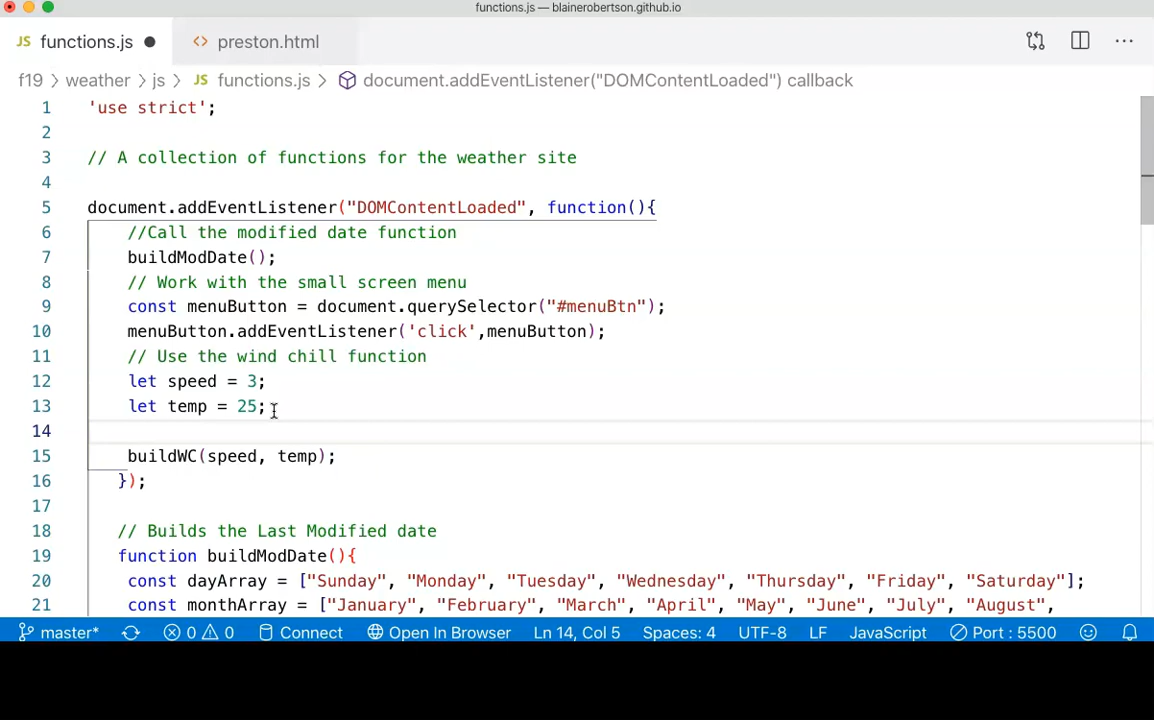 functions.js — blainerobertson.github.io
JS functions.js ● <> preston.html ···
f19 > weather > js > JS functions.js > document.addEventListener("DOMContentLoaded") callback
1 'use strict';
2
3 // A collection of functions for the weather site
4
5 document.addEventListener("DOMContentLoaded", function(){
6 //Call the modified date function
7 buildModDate();
8 // Work with the small screen menu
9 const menuButton = document.querySelector("#menuBtn");
10 menuButton.addEventListener('click',menuButton);
11 // Use the wind chill function
12 let speed = 3;
13 let temp = 25;
14
15 buildWC(speed, temp);
16 });
17
18 // Builds the Last Modified date
19 function buildModDate(){
20 const dayArray = ["Sunday", "Monday", "Tuesday", "Wednesday", "Thursday", "Friday", "Saturday"];
21 const monthArray = ["January", "February", "March", "April", "May", "June", "July", "August",
master* 0 0 Connect Open In Browser Ln 14, Col 5 Spaces: 4 UTF-8 LF JavaScript Port : 5500